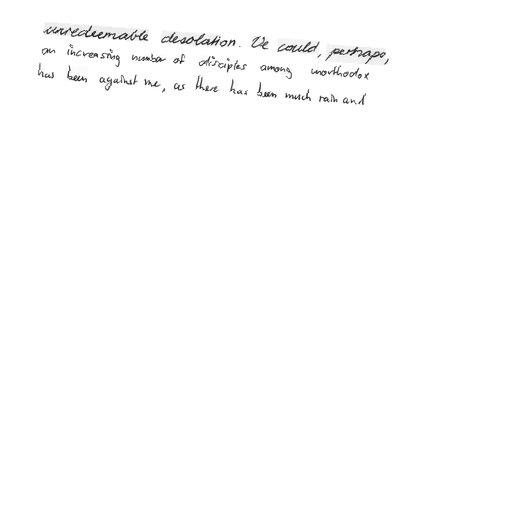 unredeemable desolation. We could, perhaps,
an increasing number of disciples among unorthodox
has been against me, as there has been much rain and